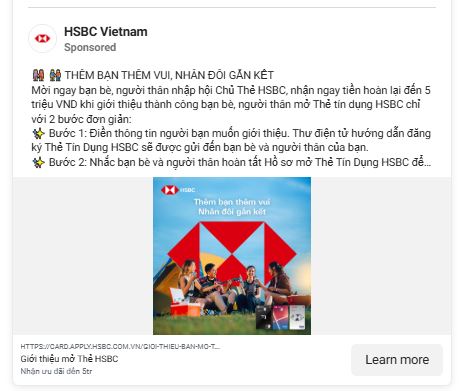 HSBC Vietnam
Sponsored
THÊM BẠN THÊM VUI, NHÂN ĐÔI GẮN KẾT
Mời ngay bạn bè, người thân nhập hội Chủ Thẻ HSBC, nhận ngay tiền hoàn lại đến 5
triệu VND khi giới thiệu thành công bạn bè, người thân mở Thẻ tín dụng HSBC chỉ
với 2 bước đơn giản:
✨ Bước 1: Điền thông tin người bạn muốn giới thiệu. Thư điện tử hướng dẫn đăng
ký Thẻ Tín Dụng HSBC sẽ được gửi đến bạn bè và người thân của bạn.
✨ Bước 2: Nhắc bạn bè và người thân hoàn tất Hồ sơ mở Thẻ Tín Dụng HSBC để...
HSBC
Thêm bạn thêm vui
Nhân đôi gắn kết
HTTPS://CARD.APPLY.HSBC.COM.VN/GIOI-THIEU-BAN-MO-T...
Giới thiệu mở Thẻ HSBC
Nhận ưu đãi đến 5tr
Learn more